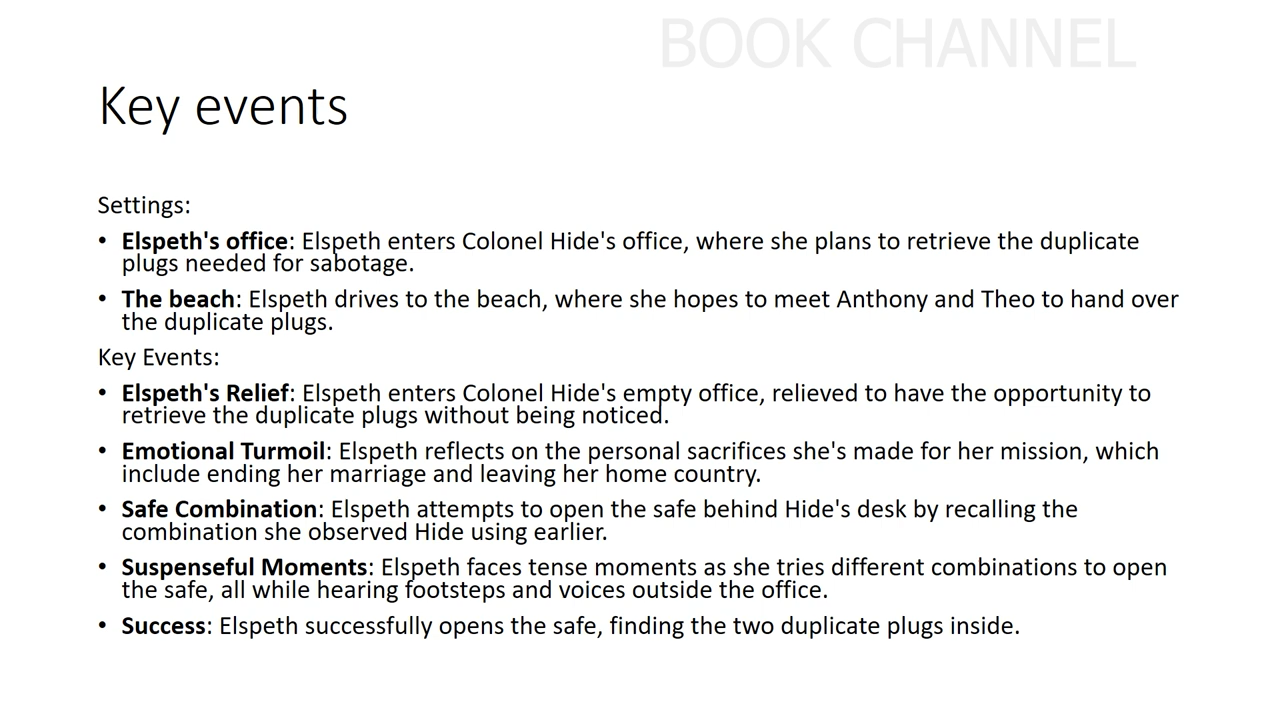 BOOK CHANNEL
Key events
Settings:
• Elspeth's office: Elspeth enters Colonel Hide's office, where she plans to retrieve the duplicate
plugs needed for sabotage.
• The beach: Elspeth drives to the beach, where she hopes to meet Anthony and Theo to hand over
the duplicate plugs.
Key Events:
• Elspeth's Relief: Elspeth enters Colonel Hide's empty office, relieved to have the opportunity to
retrieve the duplicate plugs without being noticed.
• Emotional Turmoil: Elspeth reflects on the personal sacrifices she's made for her mission, which
include ending her marriage and leaving her home country.
• Safe Combination: Elspeth attempts to open the safe behind Hide's desk by recalling the
combination she observed Hide using earlier.
• Suspenseful Moments: Elspeth faces tense moments as she tries different combinations to open
the safe, all while hearing footsteps and voices outside the office.
• Success: Elspeth successfully opens the safe, finding the two duplicate plugs inside.